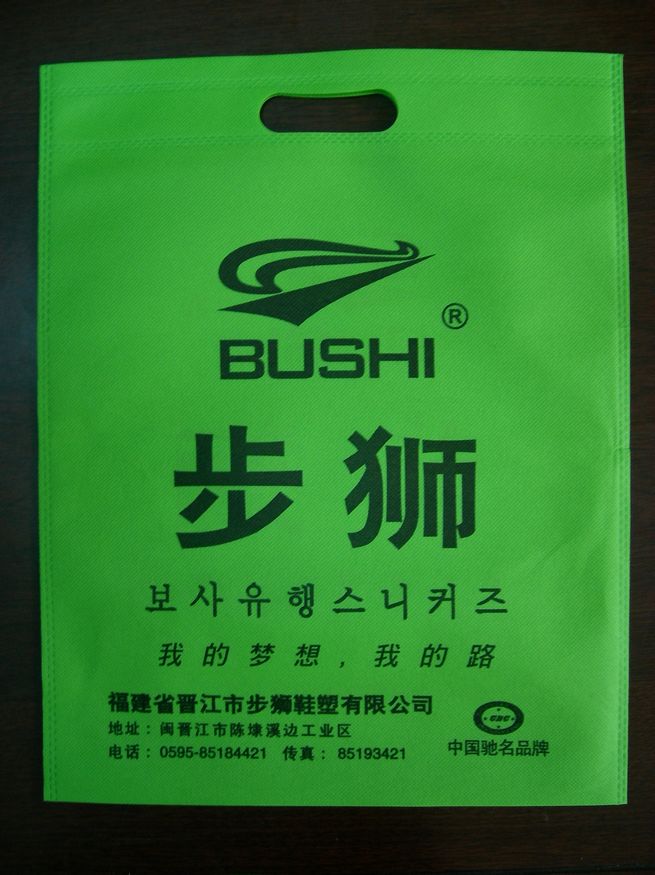 ®
BUSHI
步狮
보사유행스니커즈
我的梦想，我的路
福建省晋江市步狮鞋塑有限公司
地址：闽晋江市陈埭溪边工业区
电话：0595-85184421 传真：85193421
CBC
中国驰名品牌